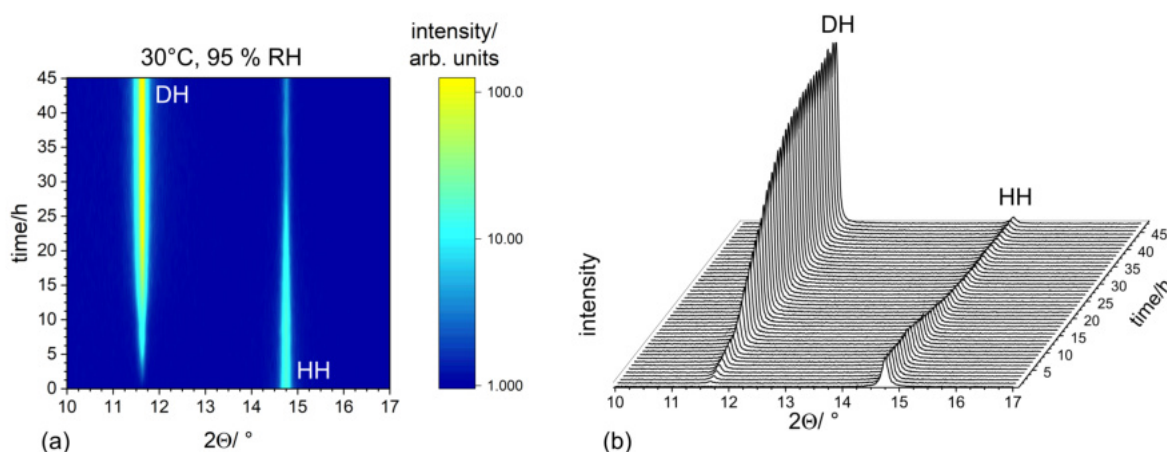 30°C, 95 % RH
intensity/
arb. units
45
40
35
30
25
20
15
10
5
0
time/h
DH
HH
10 11 12 13 14 15 16 17
2Θ/ °
100.0
10.00
1.000
(a)
DH
HH
intensity
10 11 12 13 14 15 16 17
2Θ/ °
5
10
15
20
25
30
35
40
45
time/h
(b)